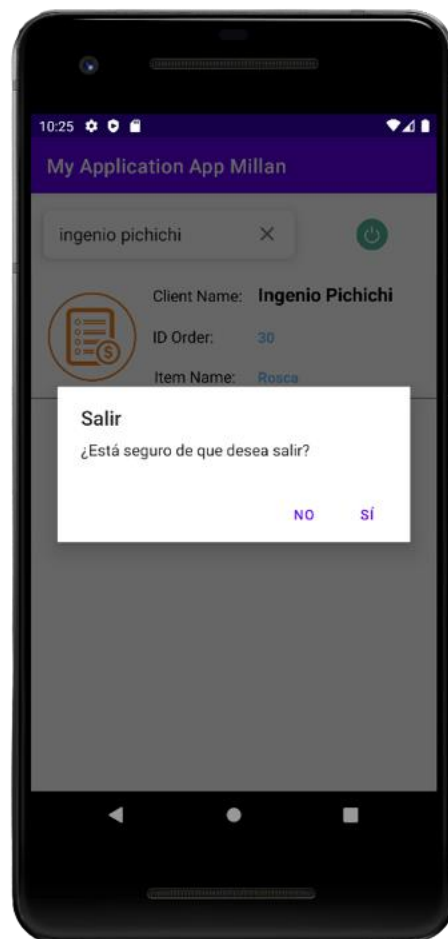 10:25
My Application App Millan
ingenio pichichi
Client Name: Ingenio Pichichi
ID Order: 30
Item Name: Rosca
Salir
¿Está seguro de que desea salir?
NO SÍ